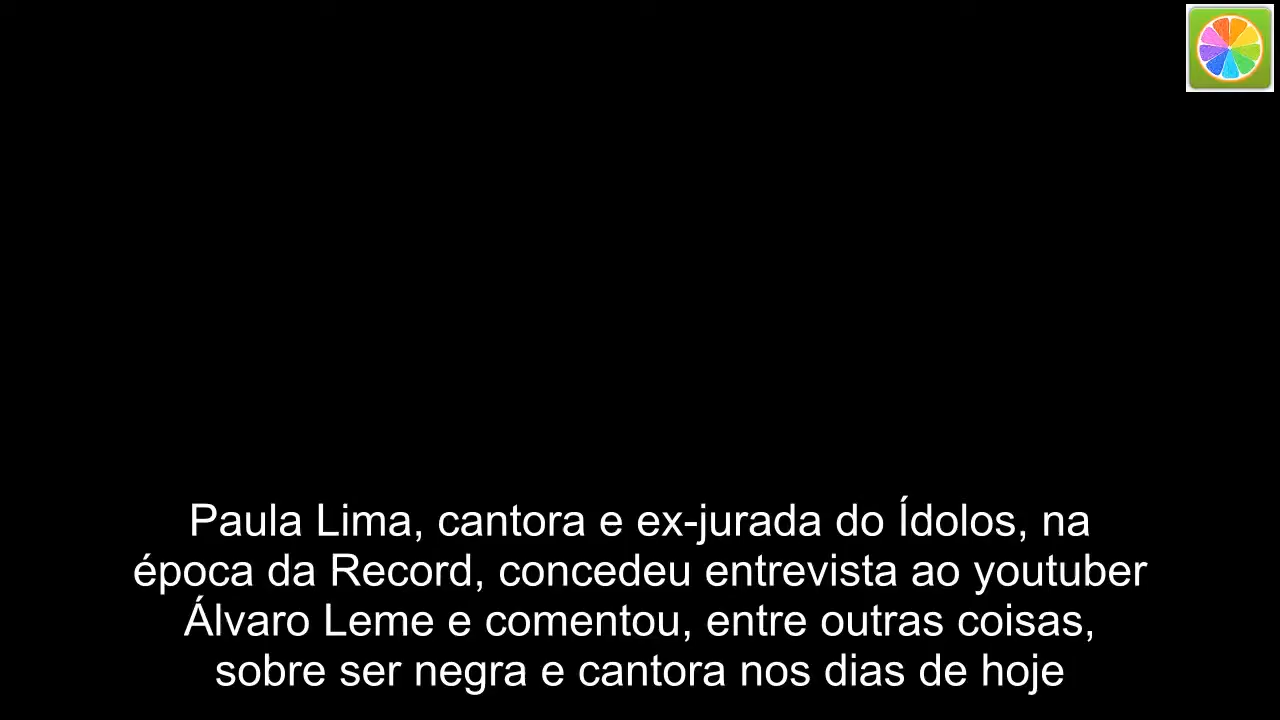 Paula Lima, cantora e ex-jurada do Ídolos, na
época da Record, concedeu entrevista ao youtuber
Álvaro Leme e comentou, entre outras coisas,
sobre ser negra e cantora nos dias de hoje